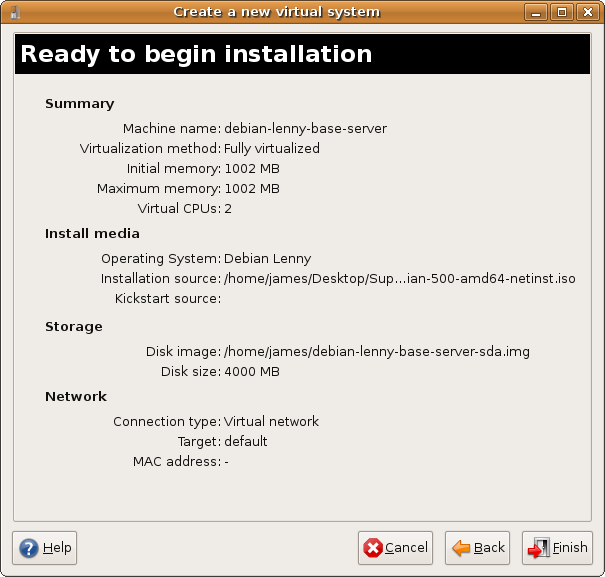 Create a new virtual system
Ready to begin installation
Summary
Machine name: debian-lenny-base-server
Virtualization method: Fully virtualized
Initial memory: 1002 MB
Maximum memory: 1002 MB
Virtual CPUs: 2
Install media
Operating System: Debian Lenny
Installation source: /home/james/Desktop/Sup...ian-500-amd64-netinst.iso
Kickstart source:
Storage
Disk image: /home/james/debian-lenny-base-server-sda.img
Disk size: 4000 MB
Network
Connection type: Virtual network
Target: default
MAC address: -
Help Cancel Back Finish